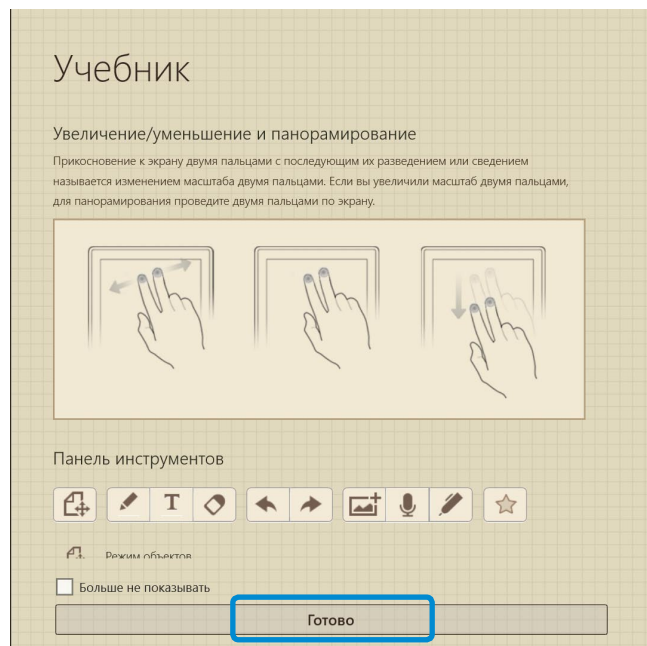 Учебник
Увеличение/уменьшение и панорамирование
Прикосновение к экрану двумя пальцами с последующим их разведением или сведением
называется изменением масштаба двумя пальцами. Если вы увеличили масштаб двумя пальцами,
для панорамирования проведите двумя пальцами по экрану.
Панель инструментов
T
Режим объектов
Больше не показывать
Готово